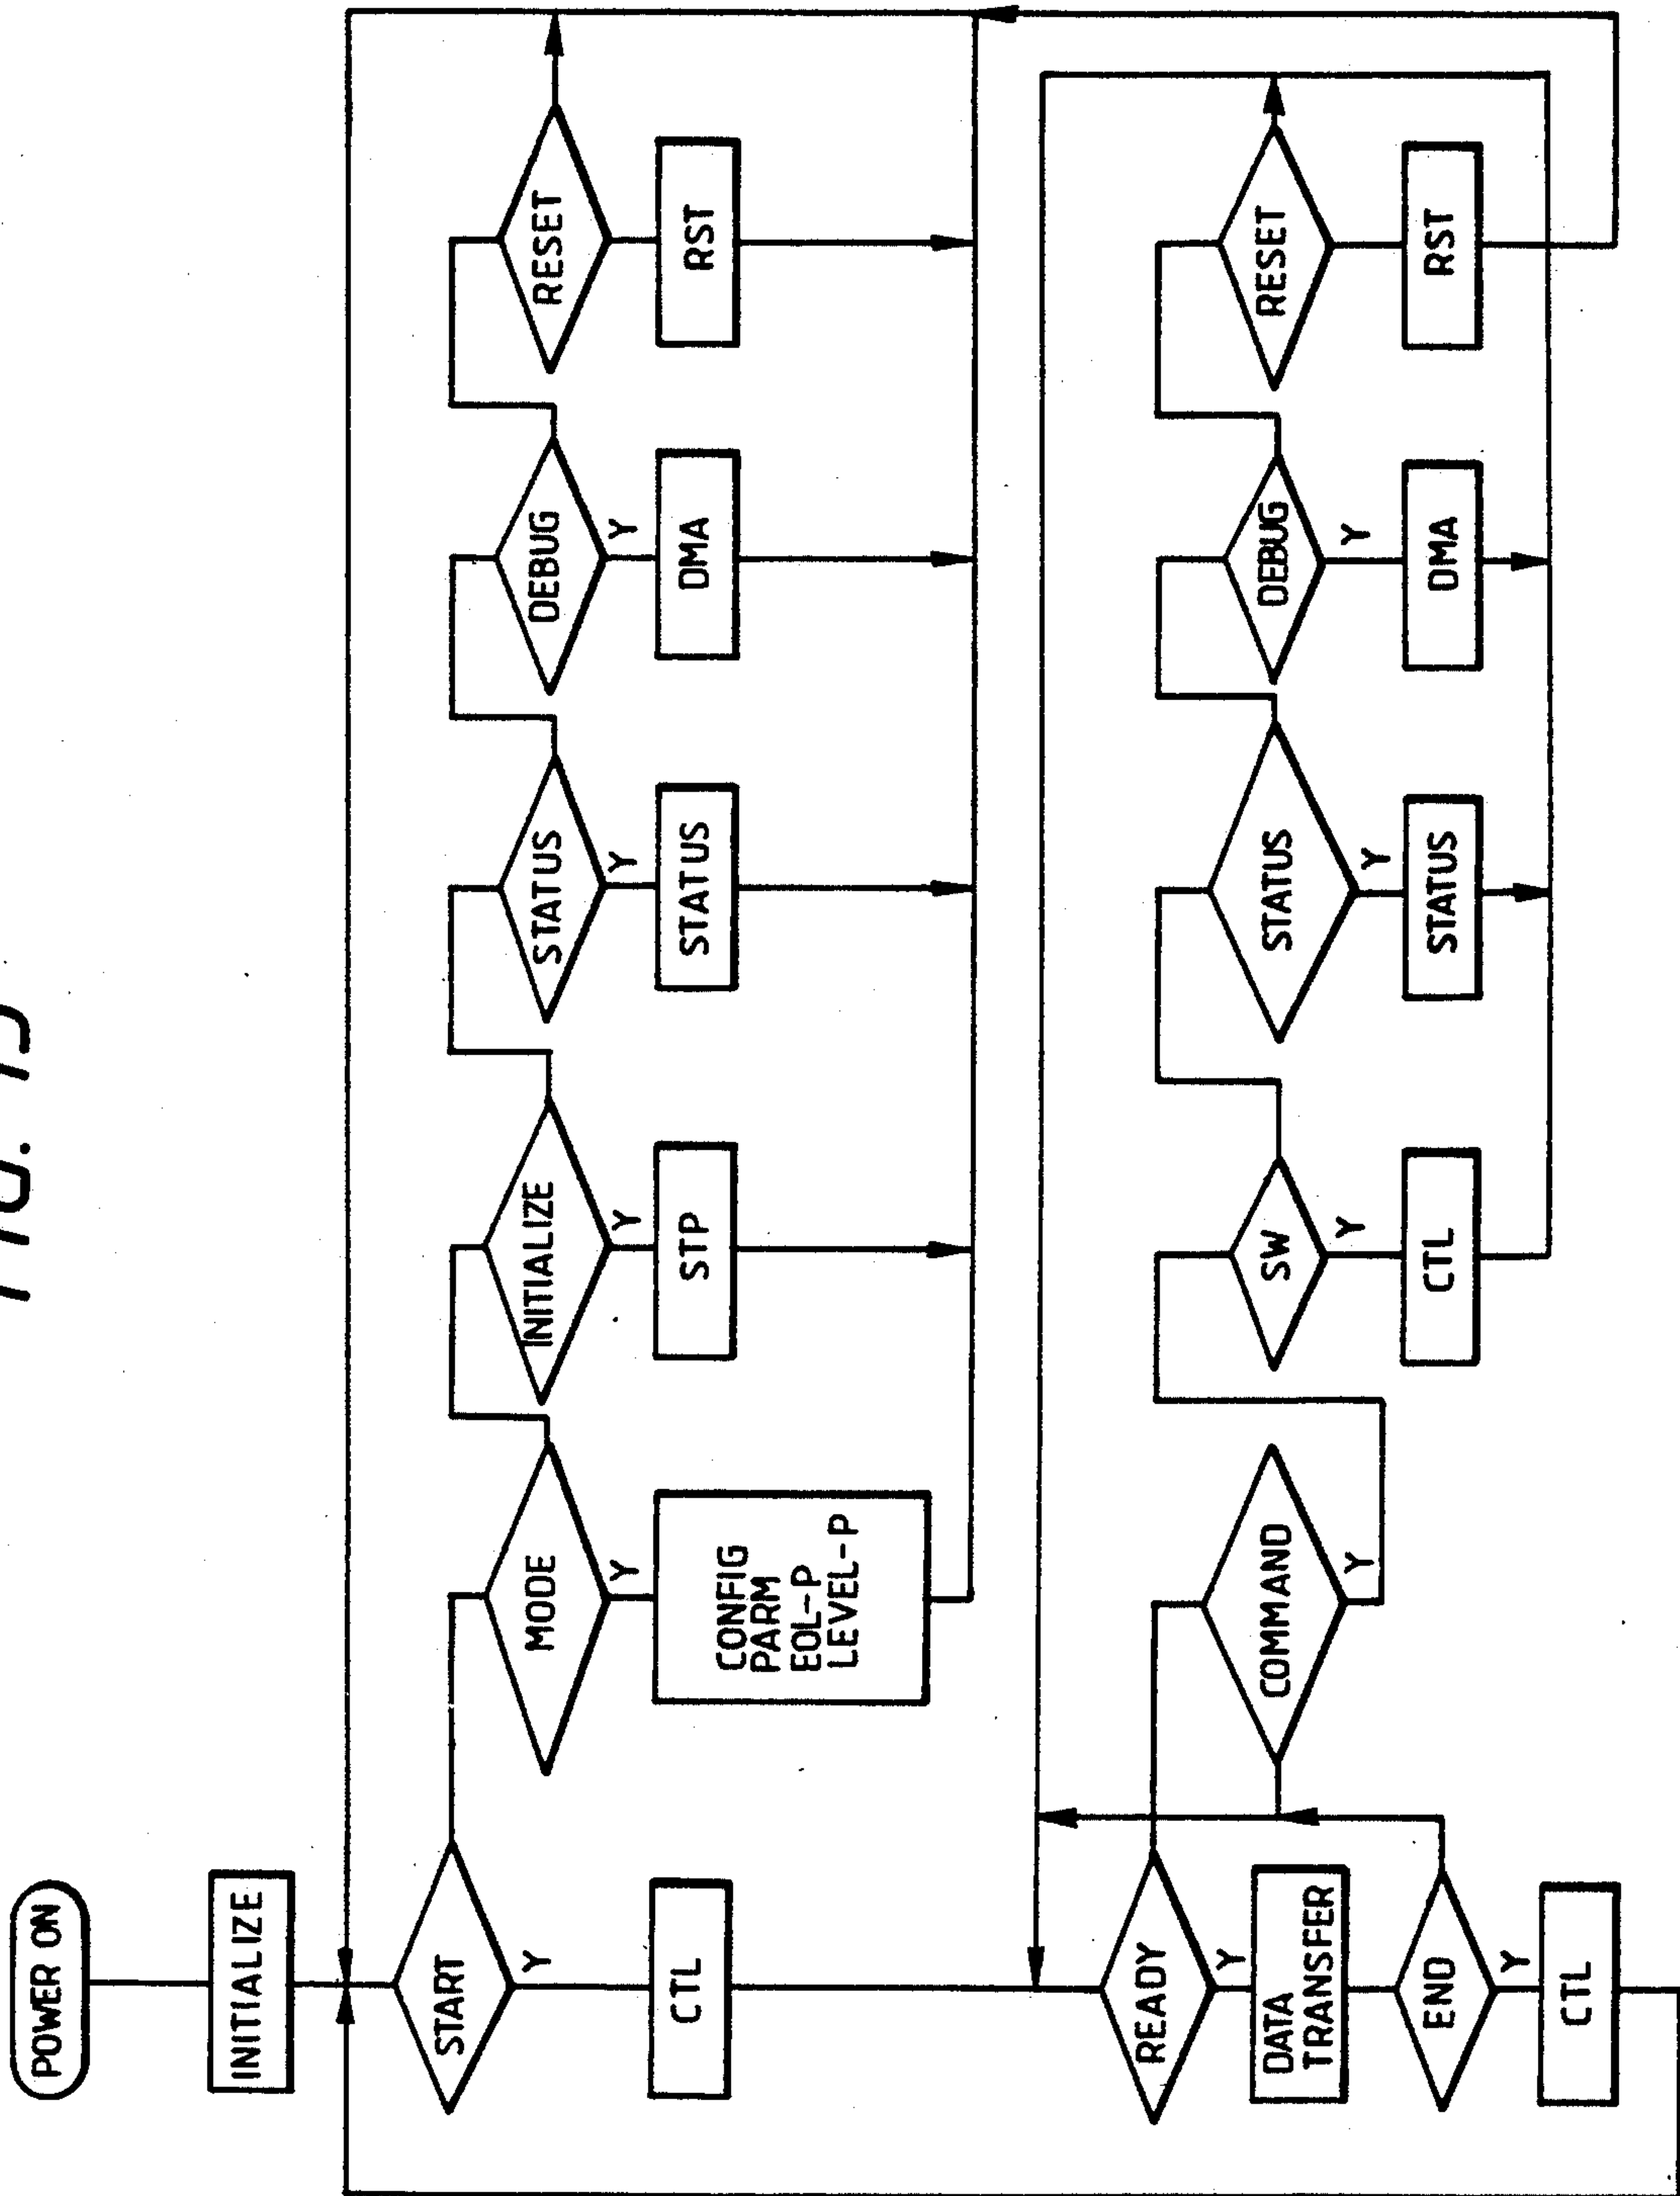 POWER ON
INITIALIZE
START
Y
CTL
MODE
Y
CONFIG
PARM
EOL-P
LEVEL-P
INITIALIZE
Y
STP
STATUS
Y
STATUS
DEBUG
Y
DMA
RESET
RST
READY
Y
DATA
TRANSFER
END
Y
CTL
COMMAND
Y
SW
Y
CTL
STATUS
Y
STATUS
DEBUG
Y
DMA
RESET
RST